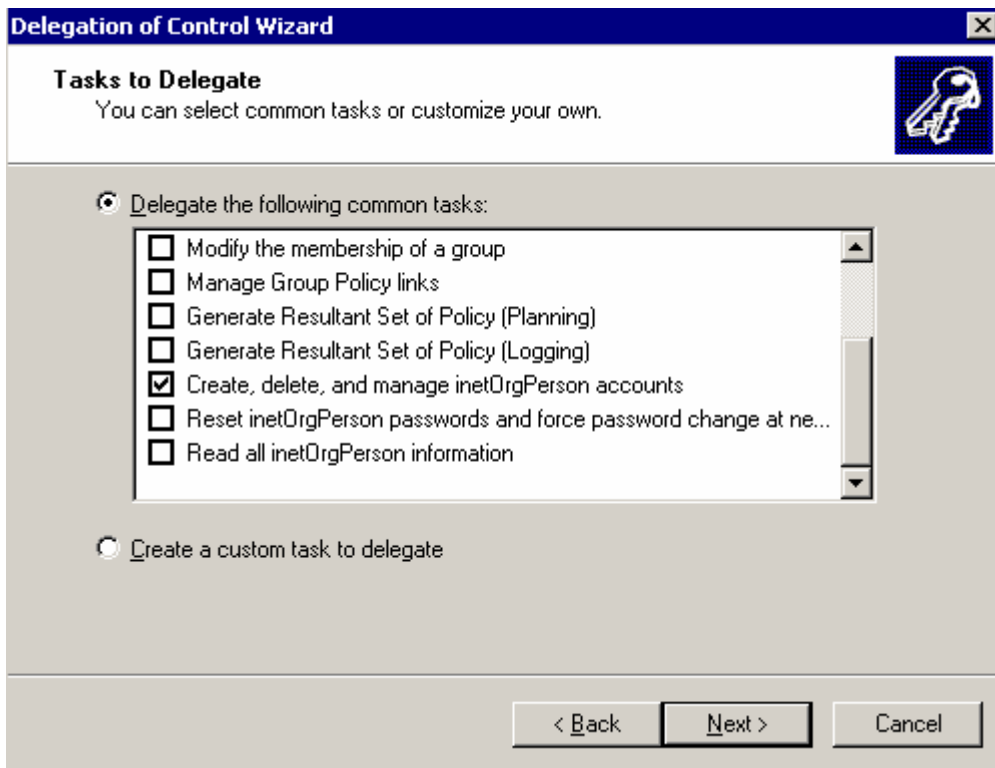 Delegation of Control Wizard
Tasks to Delegate
You can select common tasks or customize your own.
Delegate the following common tasks:
Modify the membership of a group
Manage Group Policy links
Generate Resultant Set of Policy (Planning)
Generate Resultant Set of Policy (Logging)
Create, delete, and manage inetOrgPerson accounts
Reset inetOrgPerson passwords and force password change at ne...
Read all inetOrgPerson information
Create a custom task to delegate
< Back Next > Cancel